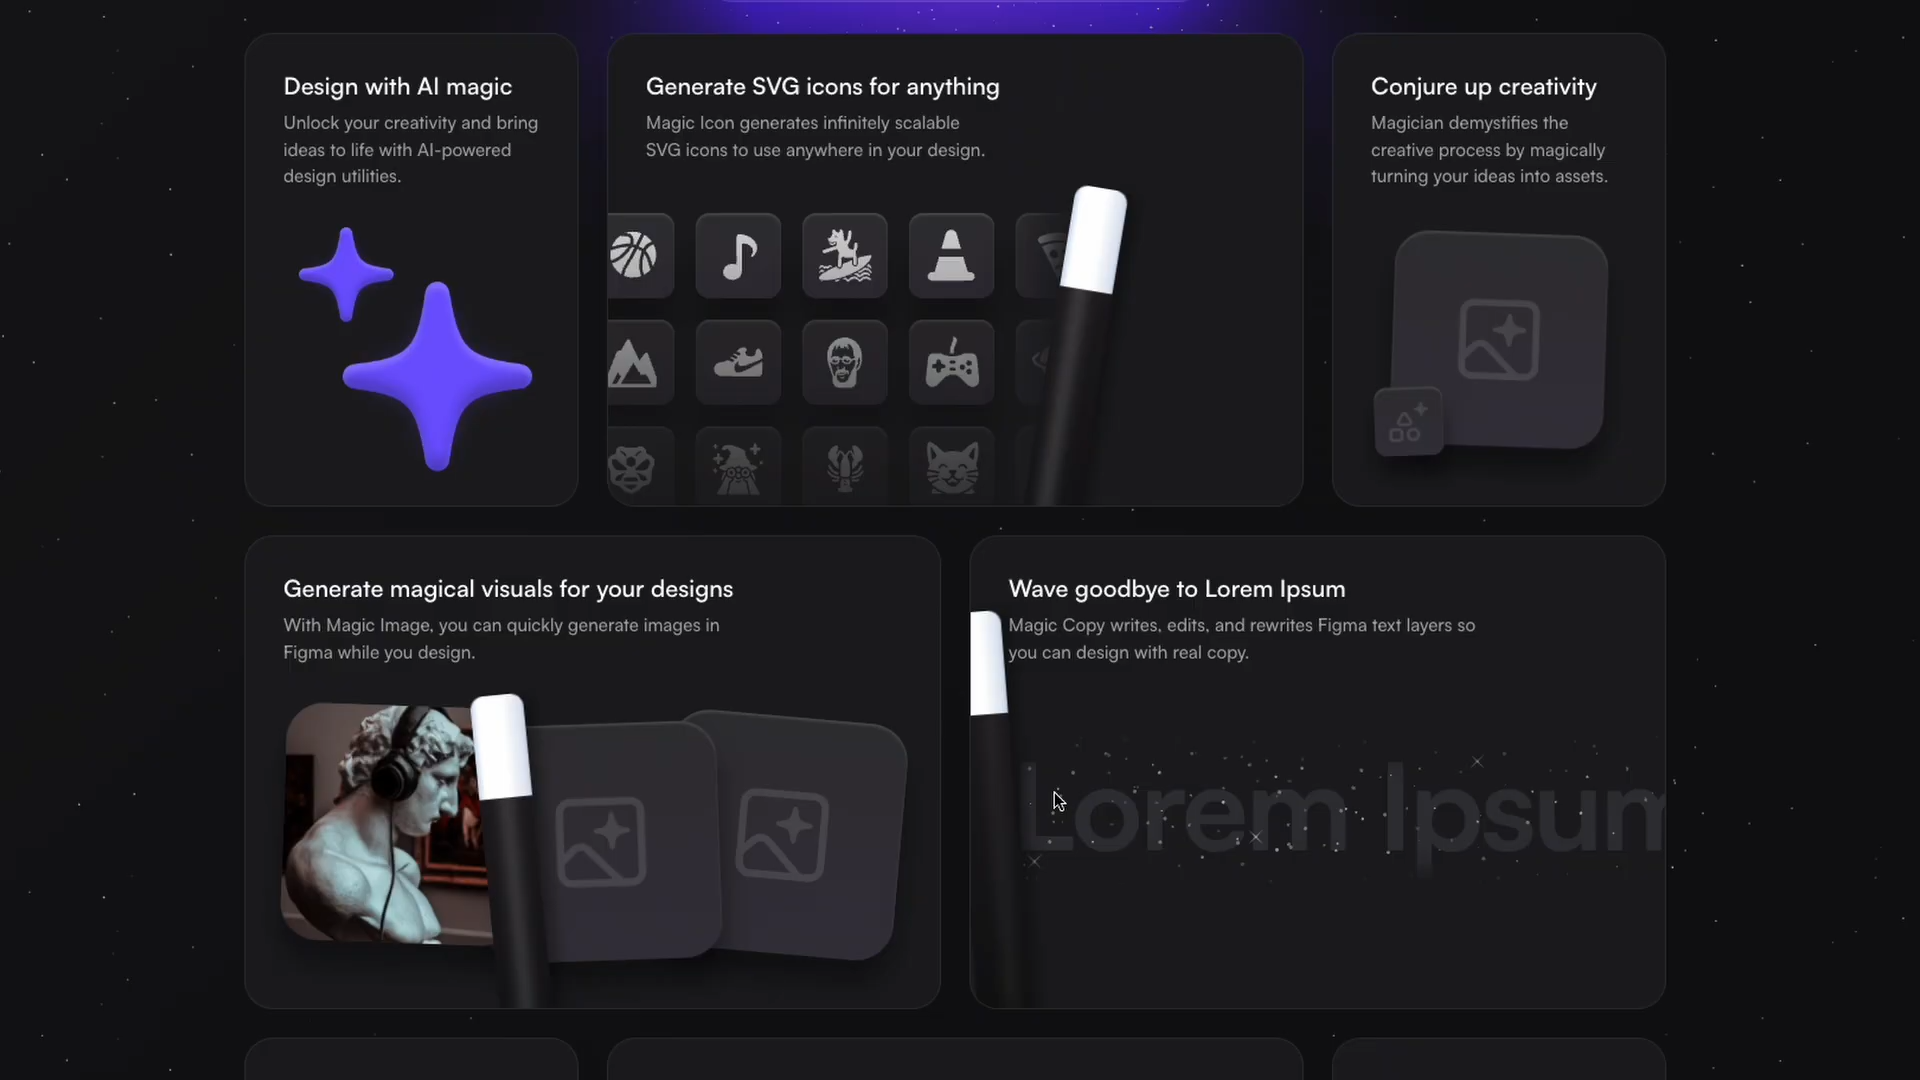 Design with AI magic
Unlock your creativity and bring
ideas to life with AI-powered
design utilities.
Generate SVG icons for anything
Magic Icon generates infinitely scalable
SVG icons to use anywhere in your design.
Conjure up creativity
Magician demystifies the
creative process by magically
turning your ideas into assets.
Generate magical visuals for your designs
With Magic Image, you can quickly generate images in
Figma while you design.
Wave goodbye to Lorem Ipsum
Magic Copy writes, edits, and rewrites Figma text layers so
you can design with real copy.
Lorem Ipsum